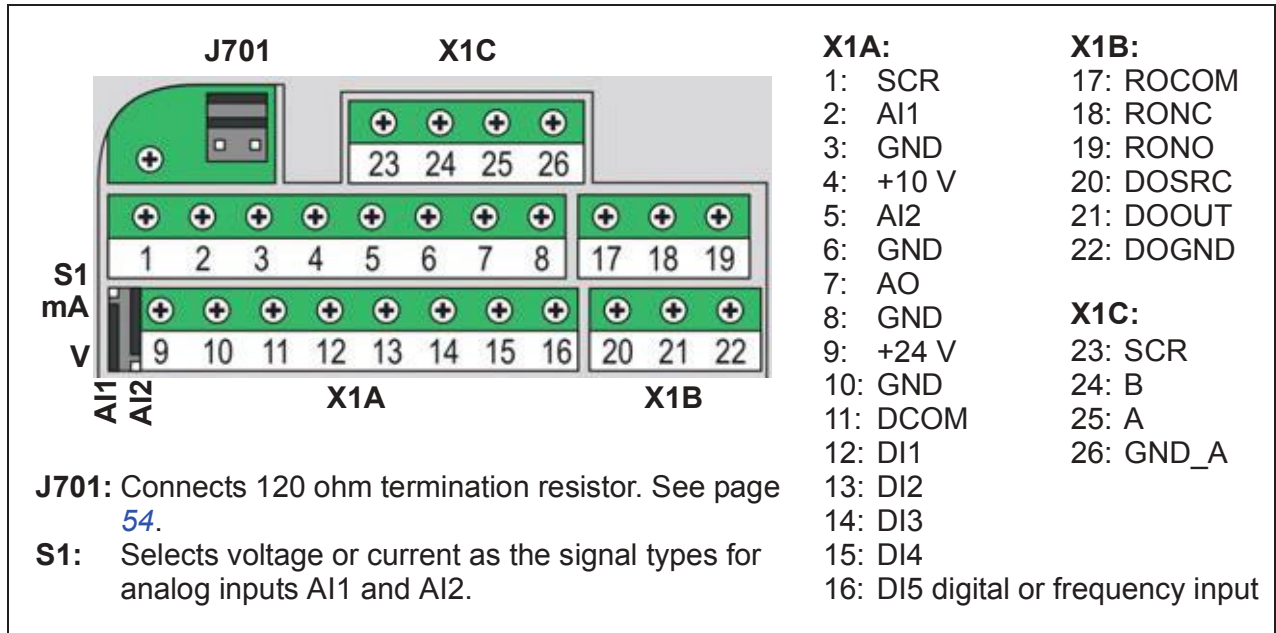 J701 X1C
23 24 25 26
1 2 3 4 5 6 7 8 17 18 19
S1
mA
V
9 10 11 12 13 14 15 16 20 21 22
AI1
AI2
X1A X1B
J701: Connects 120 ohm termination resistor. See page
54.
S1: Selects voltage or current as the signal types for
analog inputs AI1 and AI2.
X1A:
1: SCR
2: AI1
3: GND
4: +10 V
5: AI2
6: GND
7: AO
8: GND
9: +24 V
10: GND
11: DCOM
12: DI1
13: DI2
14: DI3
15: DI4
16: DI5 digital or frequency input
X1B:
17: ROCOM
18: RONC
19: RONO
20: DOSRC
21: DOOUT
22: DOGND
X1C:
23: SCR
24: B
25: A
26: GND_A